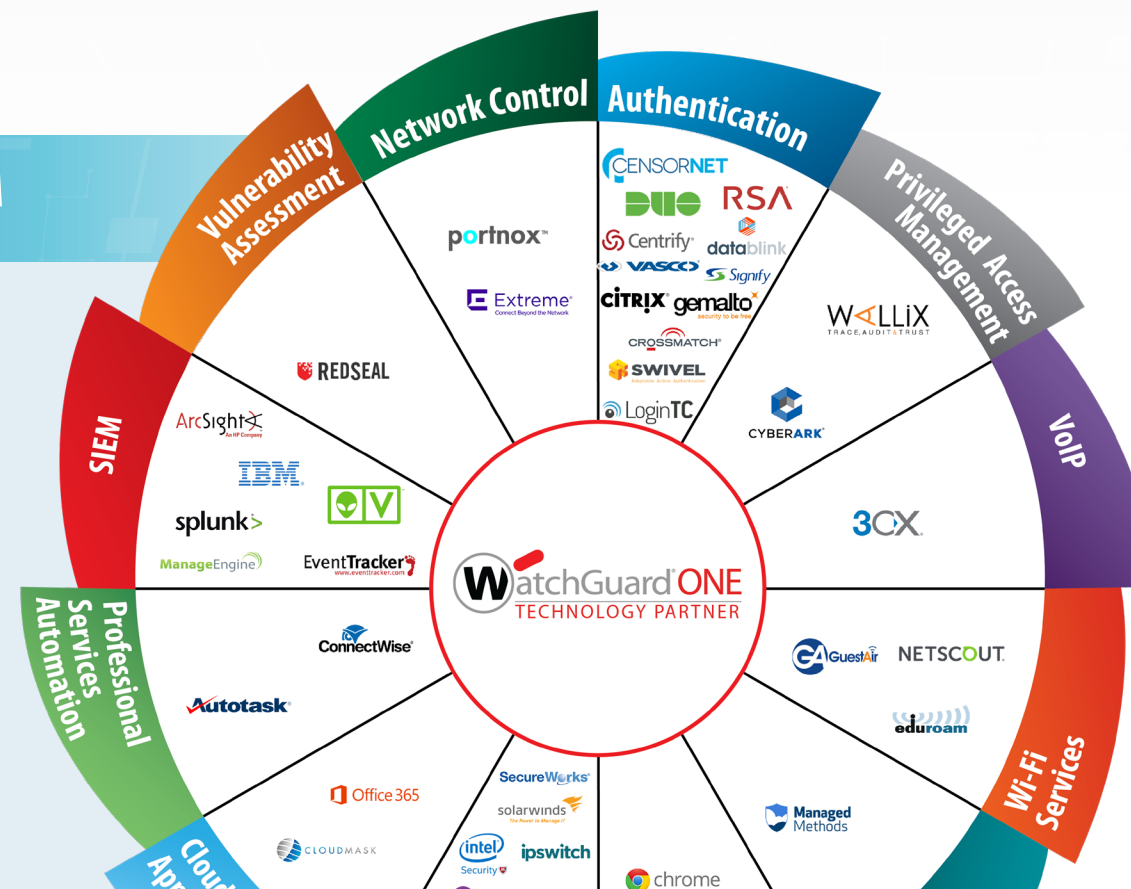 Network Control
Authentication
Vulnerability
Assessment
Privileged Access
Management
SIEM
VoIP
Professional
Services
Automation
Wi-Fi
Services
Cloud
portnox™
Extreme®
Connect Beyond the Network
CENSORNET
DUO
RSA
Centrify®
datablink
VASCO
Signify
CITRIX®
gemalto
security to be free
CROSSMATCH®
SWIVEL
LoginTC
WALLIX
TRACE, AUDIT & TRUST
CYBERARK®
REDSEAL
ArcSight
An HP Company
IBM®
splunk>
ManageEngine
EventTracker
www.eventtracker.com
3CX®
WatchGuard® ONE
TECHNOLOGY PARTNER
ConnectWise®
Autotask®
GA GuestAir
NETSCOUT®
eduroam
Office 365
CLOUDMASK
SecureWorks®
solarwinds
The Power to Manage IT
intel
Security
ipswitch
Managed
Methods
chrome